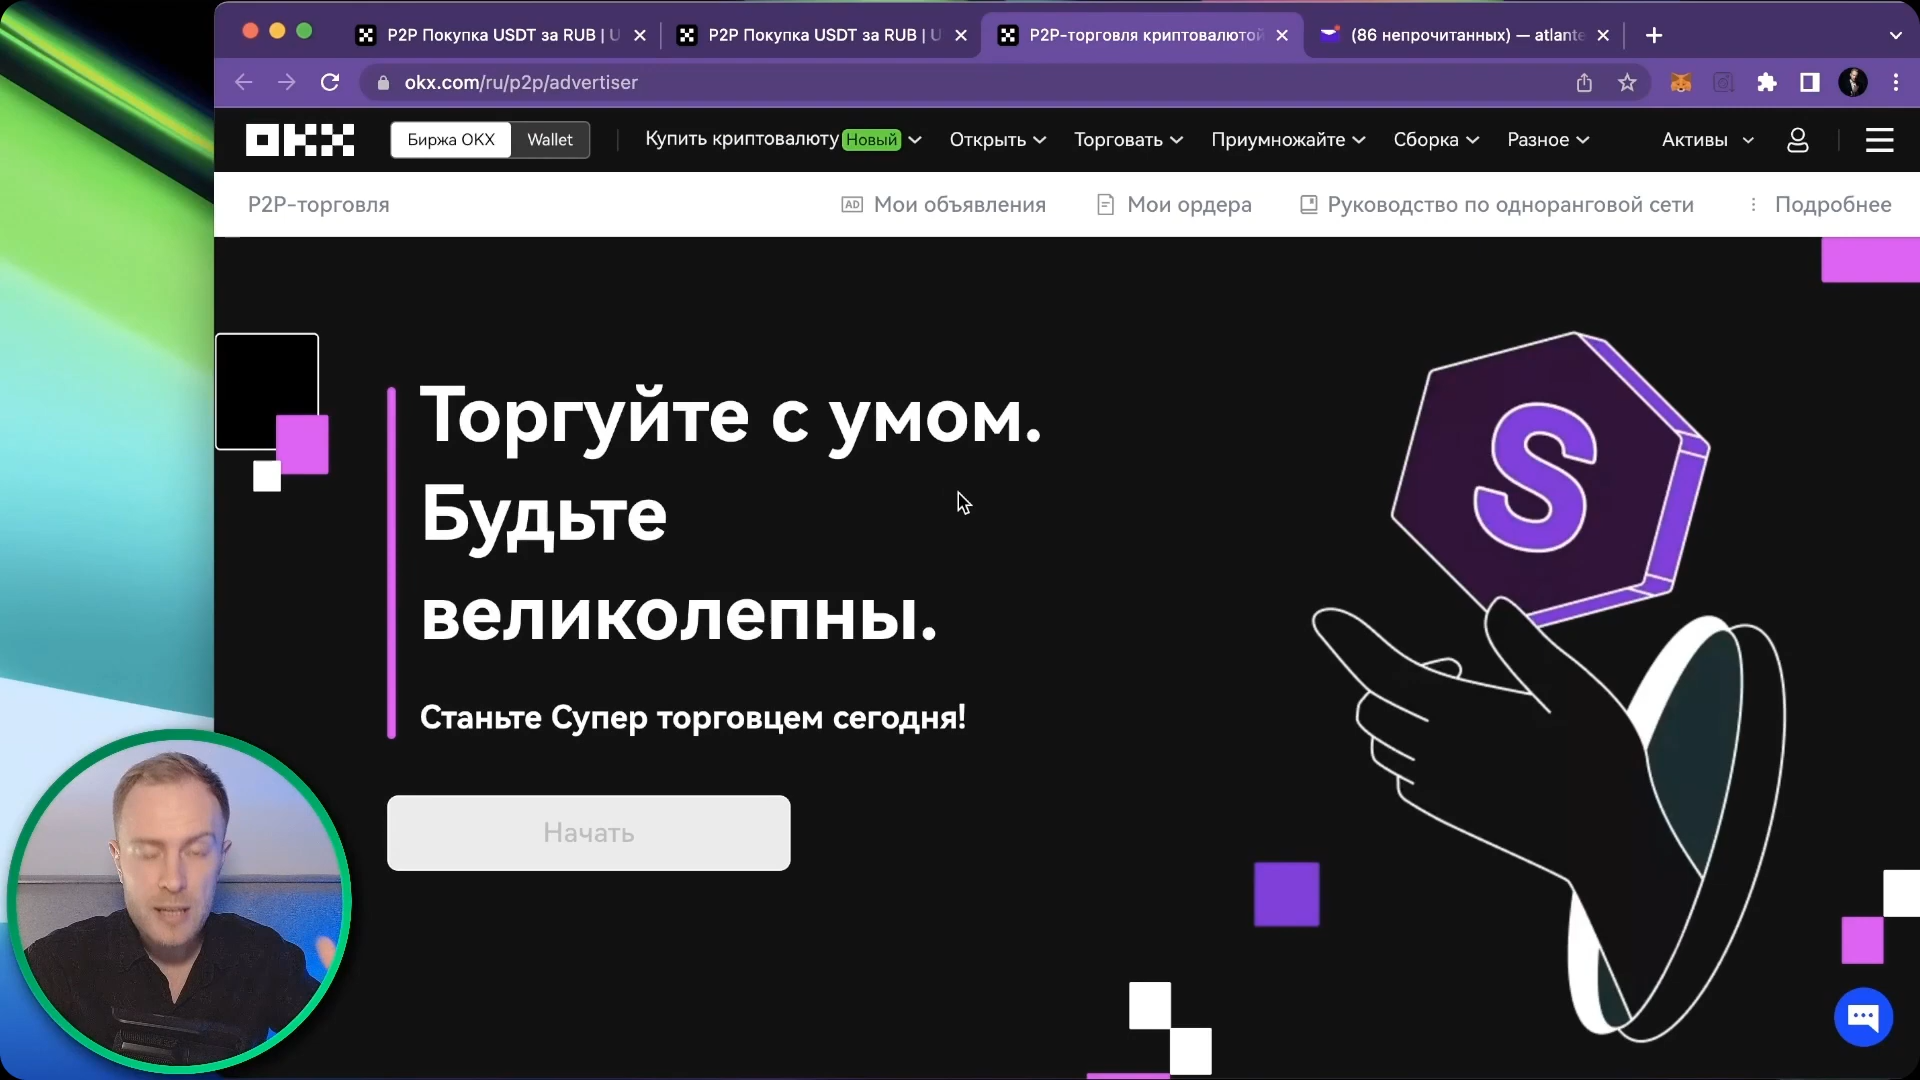 P2P Покупка USDT за RUB | U
P2P Покупка USDT за RUB | U
P2P-торговля криптовалютой
(86 непрочитанных) — atlante
okx.com/ru/p2p/advertiser
OKX
Биржа OKX
Wallet
Купить криптовалюту Новый
Открыть
Торговать
Приумножайте
Сборка
Разное
Активы
P2P-торговля
AD Мои объявления
Мои ордера
Руководство по одноранговой сети
Подробнее
Торгуйте с умом.
Будьте
великолепны.
Станьте Супер торговцем сегодня!
Начать
S